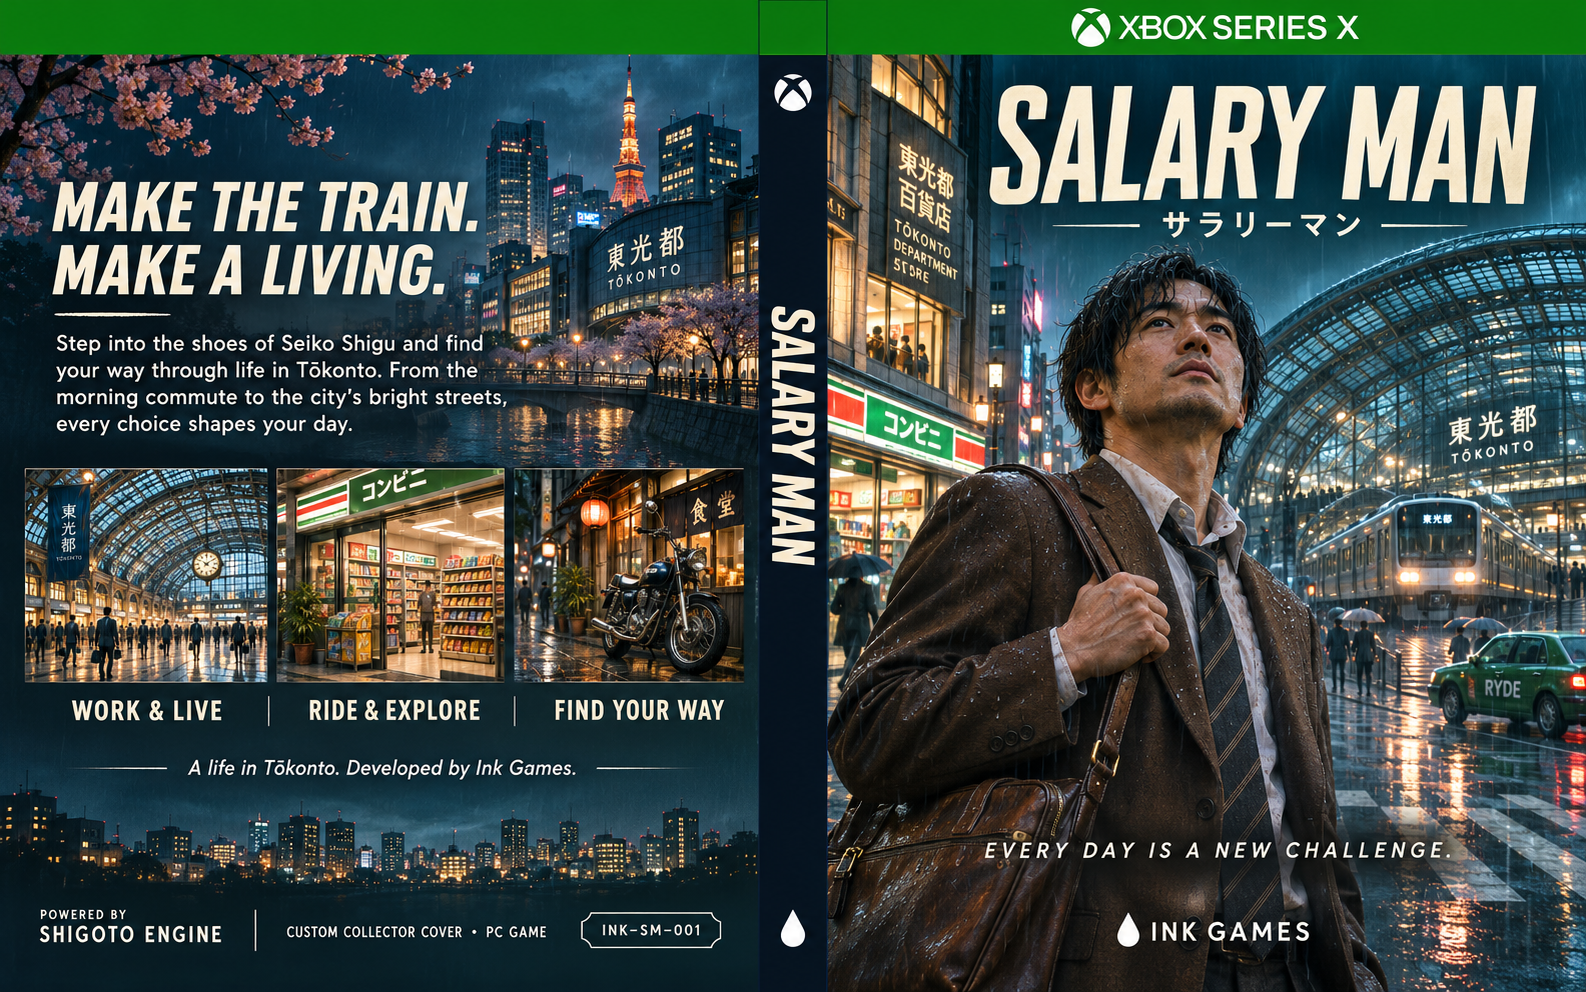 MAKE THE TRAIN.
MAKE A LIVING.
Step into the shoes of Seiko Shigu and find
your way through life in Tōkonto. From the
morning commute to the city's bright streets,
every choice shapes your day.
東光都
TŌKONTO
東光都
TŌKONTO
コンビニ
食堂
WORK & LIVE
RIDE & EXPLORE
FIND YOUR WAY
A life in Tōkonto. Developed by Ink Games.
POWERED BY
SHIGOTO ENGINE
CUSTOM COLLECTOR COVER • PC GAME
INK-SM-001
SALARY MAN
XBOX SERIES X
SALARY MAN
サラリーマン
東光都
百貨店
TŌKONTO
DEPARTMENT
STORE
コンビニ
東光都
TŌKONTO
東光都
RYDE
EVERY DAY IS A NEW CHALLENGE.
INK GAMES